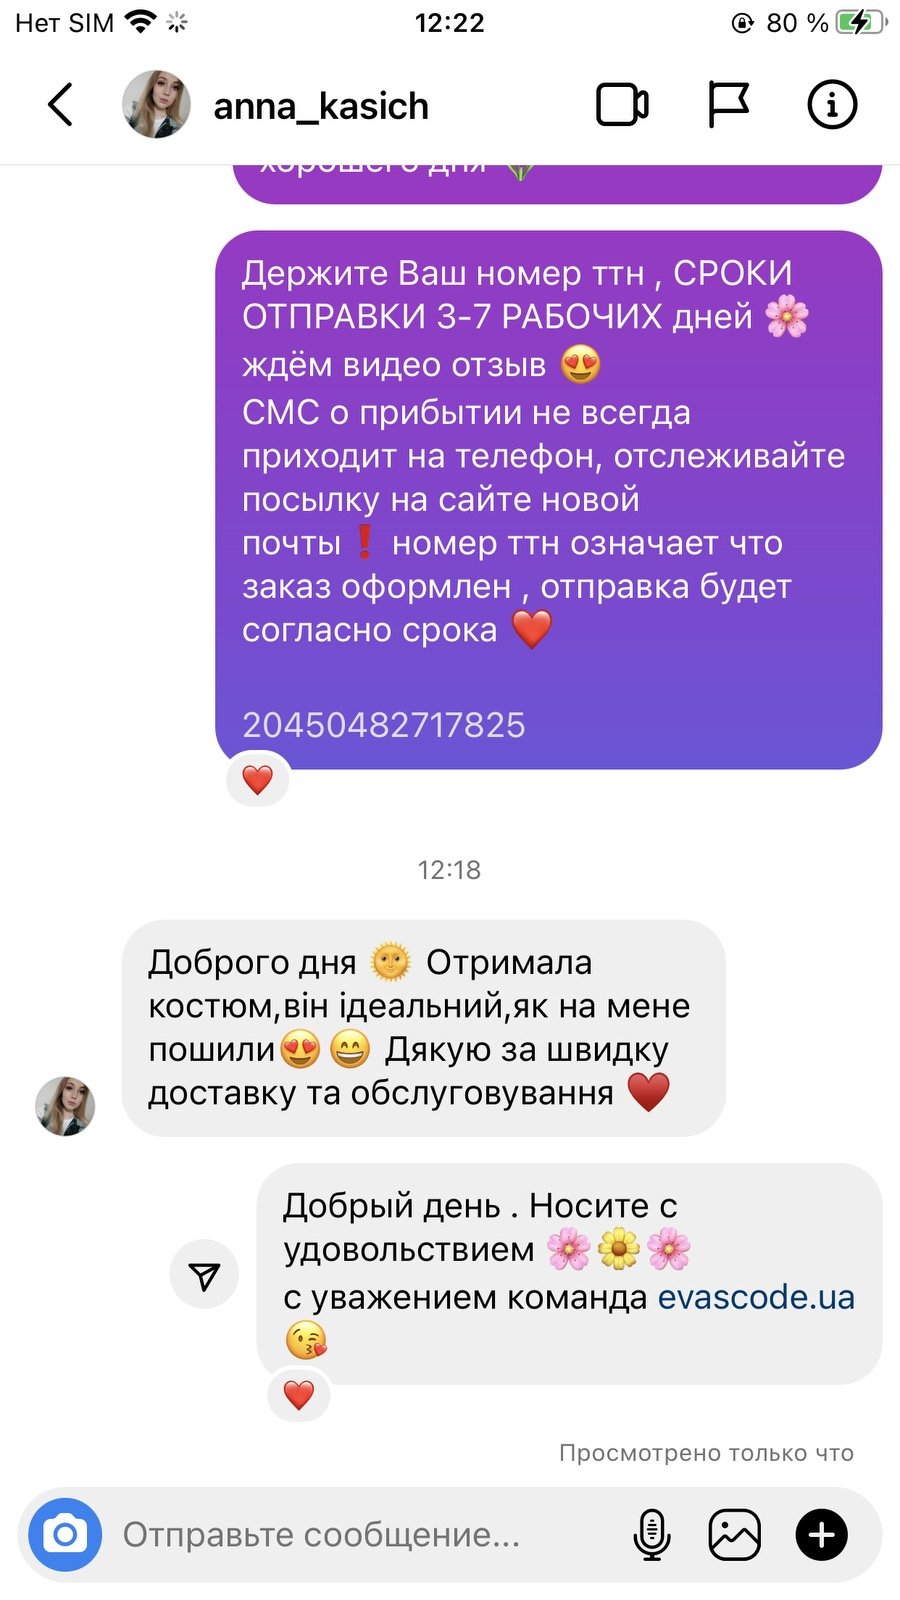 Нет SIM 12:22 80 %
anna_kasich
хорошего дня 🌷
Держите Ваш номер ттн , СРОКИ
ОТПРАВКИ 3-7 РАБОЧИХ дней 🌸
ждём видео отзыв 😍
СМС о прибытии не всегда
приходит на телефон, отслеживайте
посылку на сайте новой
почты❗ номер ттн означает что
заказ оформлен , отправка будет
согласно срока ❤️
20450482717825
12:18
Доброго дня 🌞 Отримала
костюм,він ідеальний,як на мене
пошили😍😄 Дякую за швидку
доставку та обслуговування ♥️
Добрый день . Носите с
удовольствием 🌸🌼🌸
с уважением команда evascode.ua
😘
Просмотрено только что
Отправьте сообщение...